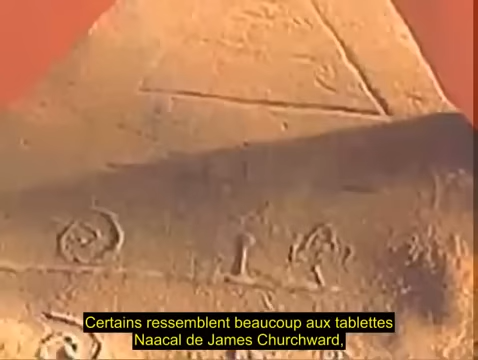 Certains ressemblent beaucoup aux tablettes
Naacal de James Churchward,